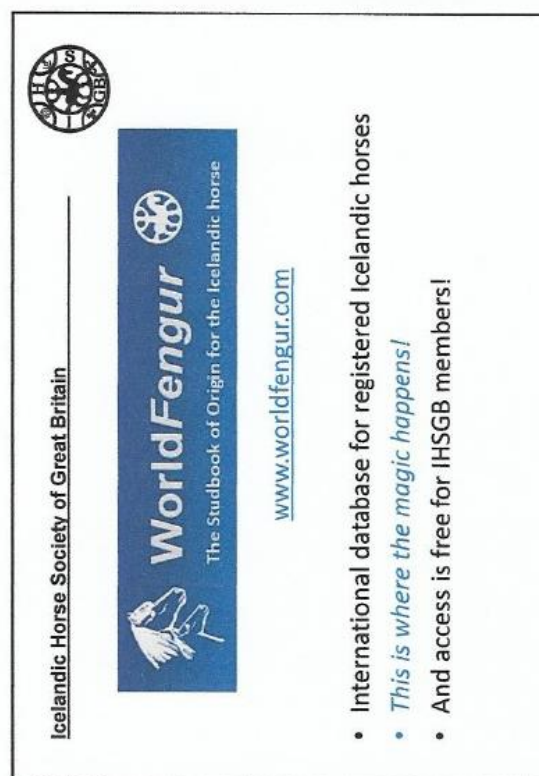 Icelandic Horse Society of Great Britain
I H S GB
WorldFengur
The Studbook of Origin for the Icelandic horse
www.worldfengur.com
• International database for registered Icelandic horses
• This is where the magic happens!
• And access is free for IHSGB members!